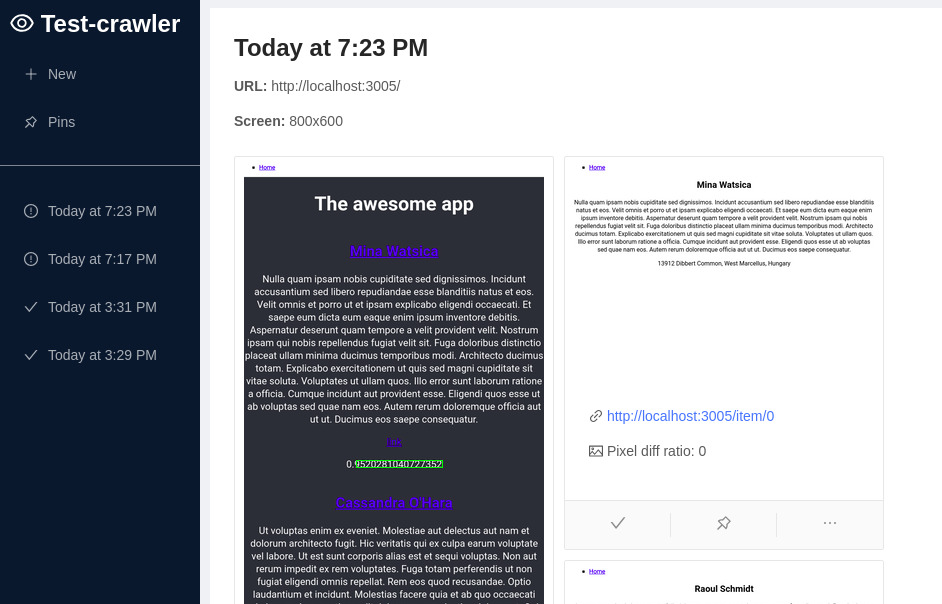 Test-crawler
New
Pins
Today at 7:23 PM
Today at 7:17 PM
Today at 3:31 PM
Today at 3:29 PM
Today at 7:23 PM
URL: http://localhost:3005/
Screen: 800x600
Home
The awesome app
Mina Watsica
Nulla quam ipsam nobis cupiditate sed dignissimos. Incidunt
accusantium sed libero repudiandae esse blanditiis natus et eos.
Velit omnis et porro ut et ipsam explicabo eligendi occaecati. Et
saepe eum dicta eum eaque enim ipsum inventore debitis.
Aspernatur deserunt quam tempore a velit provident velit. Nostrum
ipsam qui nobis repellendus fugiat velit sit. Fuga doloribus distinctio
placeat ullam minima ducimus temporibus modi. Architecto ducimus
totam. Explicabo exercitationem ut quis sed magni cupiditate sit
vitae soluta. Voluptates ut ullam quos. Illo error sunt laborum ratione
a officia. Cumque incidunt aut provident esse. Eligendi quos esse ut
ab voluptas sed quae nam eos. Autem rerum doloremque officia aut
ut ut. Ducimus eos saepe consequatur.
0.9520281040727352
Cassandra O'Hara
Ut voluptas enim ex eveniet. Molestiae aut delectus aut nam et
dolorum architecto fugit. Hic veritatis qui ex culpa earum voluptate
vel labore. Ut est sunt corporis alias est et sequi voluptas. Non aut
rerum impedit ex rem voluptates. Fuga totam perferendis ut non
fugiat eligendi omnis repellat. Rem eos quod recusandae. Optio
laudantium et incidunt. Maiores facere quia et ab quo occaecati
Home
Mina Watsica
Nulla quam ipsam nobis cupiditate sed dignissimos. Incidunt accusantium sed libero repudiandae esse blanditiis
natus et eos. Velit omnis et porro ut et ipsam explicabo eligendi occaecati. Et saepe eum dicta eum eaque enim
ipsum inventore debitis. Aspernatur deserunt quam tempore a velit provident velit. Nostrum ipsam qui nobis
repellendus fugiat velit sit. Fuga doloribus distinctio placeat ullam minima ducimus temporibus modi. Architecto
ducimus totam. Explicabo exercitationem ut quis sed magni cupiditate sit vitae soluta. Voluptates ut ullam quos.
Illo error sunt laborum ratione a officia. Cumque incidunt aut provident esse. Eligendi quos esse ut ab voluptas
sed quae nam eos. Autem rerum doloremque officia aut ut ut. Ducimus eos saepe consequatur.
13912 Dibbert Common, West Marcellus, Hungary
http://localhost:3005/item/0
Pixel diff ratio: 0
Home
Raoul Schmidt